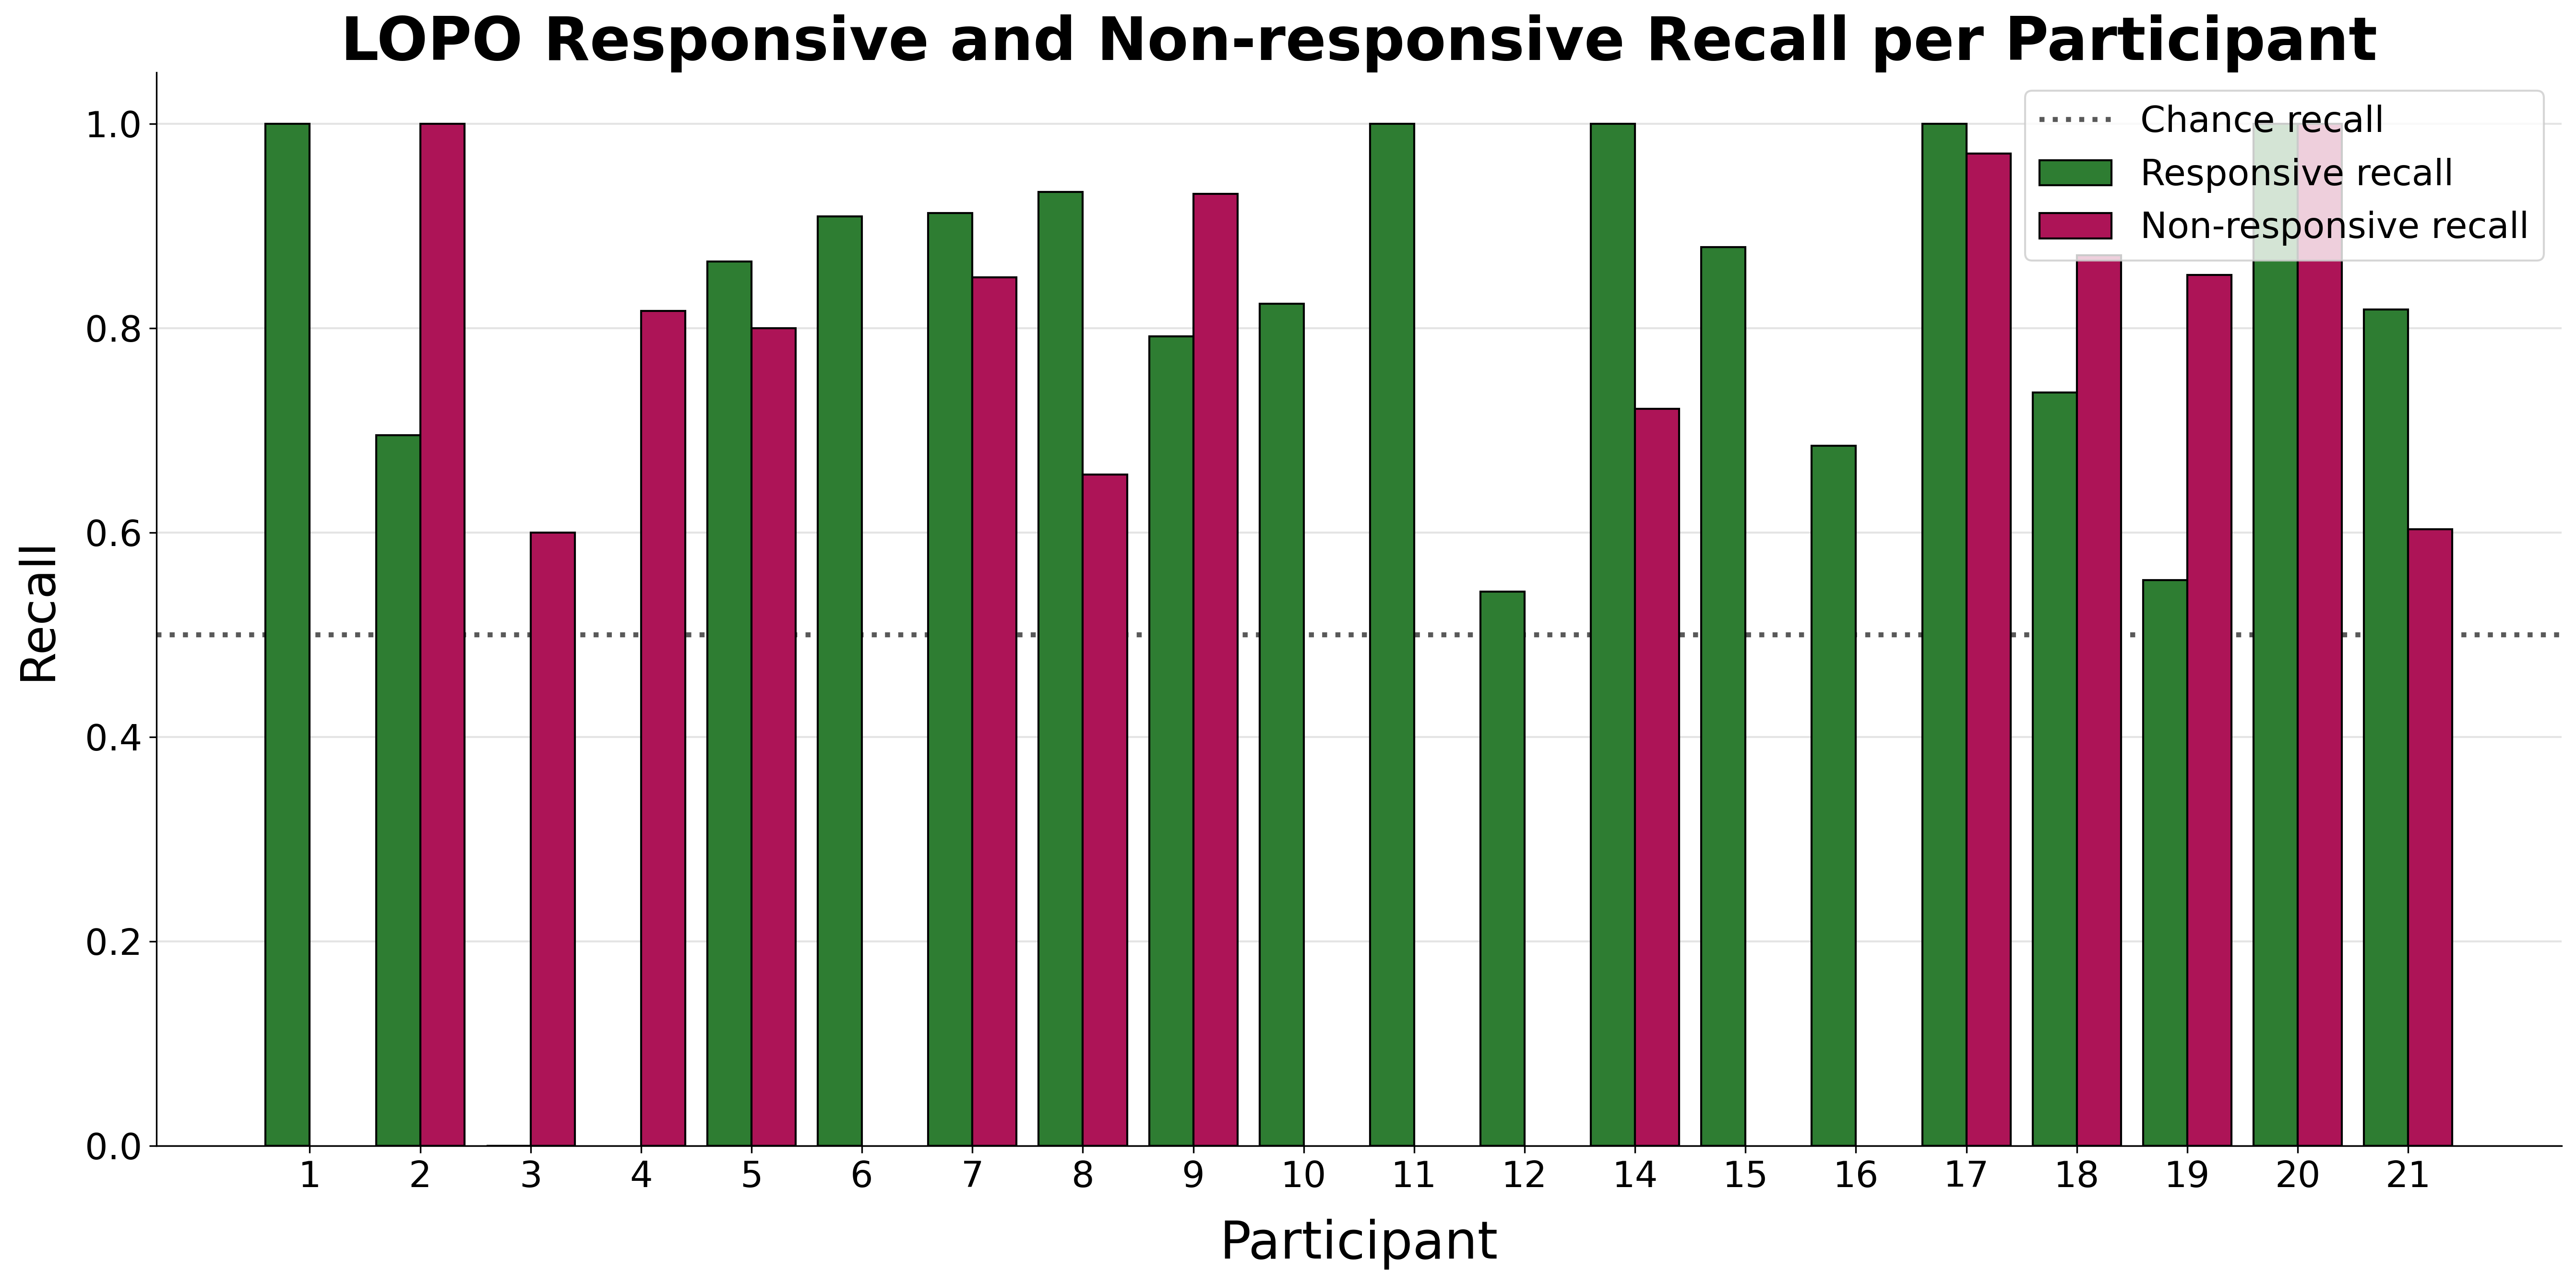 LOPO Responsive and Non-responsive Recall per Participant
Chance recall
Responsive recall
Non-responsive recall
1.0
0.8
0.6
0.4
0.2
0.0
Recall
1 2 3 4 5 6 7 8 9 10 11 12 14 15 16 17 18 19 20 21
Participant